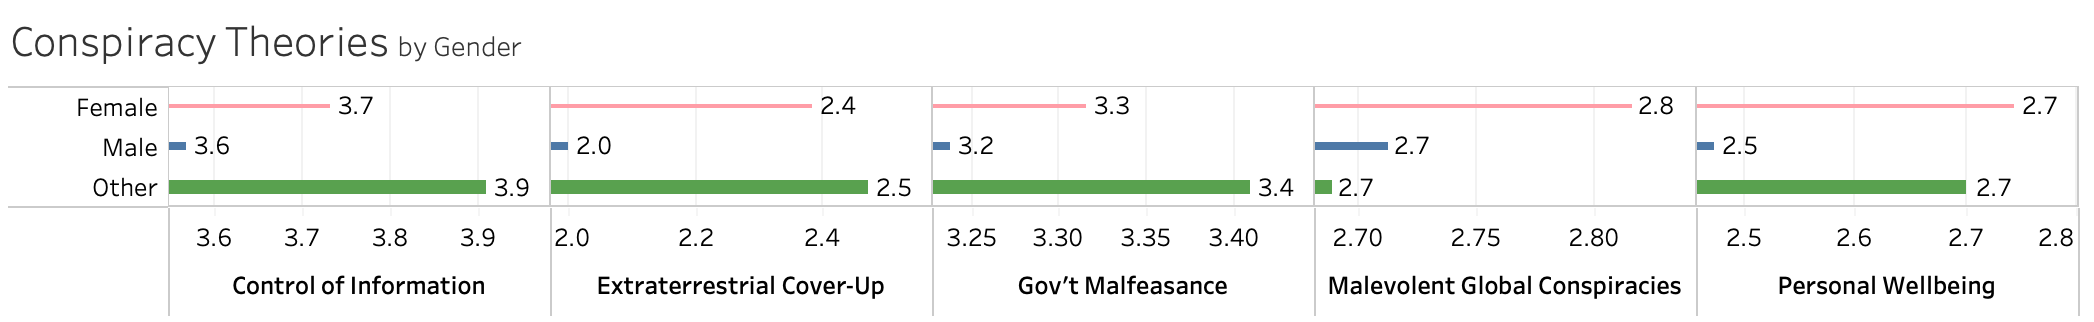 Conspiracy Theories by Gender
Female 3.7 2.4 3.3 2.8 2.7
Male 3.6 2.0 3.2 2.7 2.5
Other 3.9 2.5 3.4 2.7 2.7
3.6 3.7 3.8 3.9 2.0 2.2 2.4 3.25 3.30 3.35 3.40 2.70 2.75 2.80 2.5 2.6 2.7 2.8
Control of Information Extraterrestrial Cover-Up Gov't Malfeasance Malevolent Global Conspiracies Personal Wellbeing